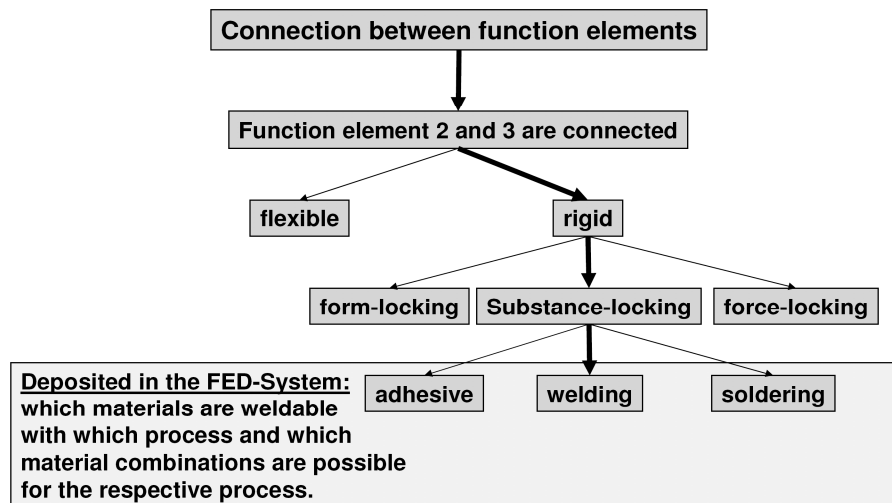 Connection between function elements
Function element 2 and 3 are connected
flexible
rigid
form-locking
Substance-locking
force-locking
adhesive
welding
soldering
Deposited in the FED-System:
which materials are weldable
with which process and which
material combinations are possible
for the respective process.